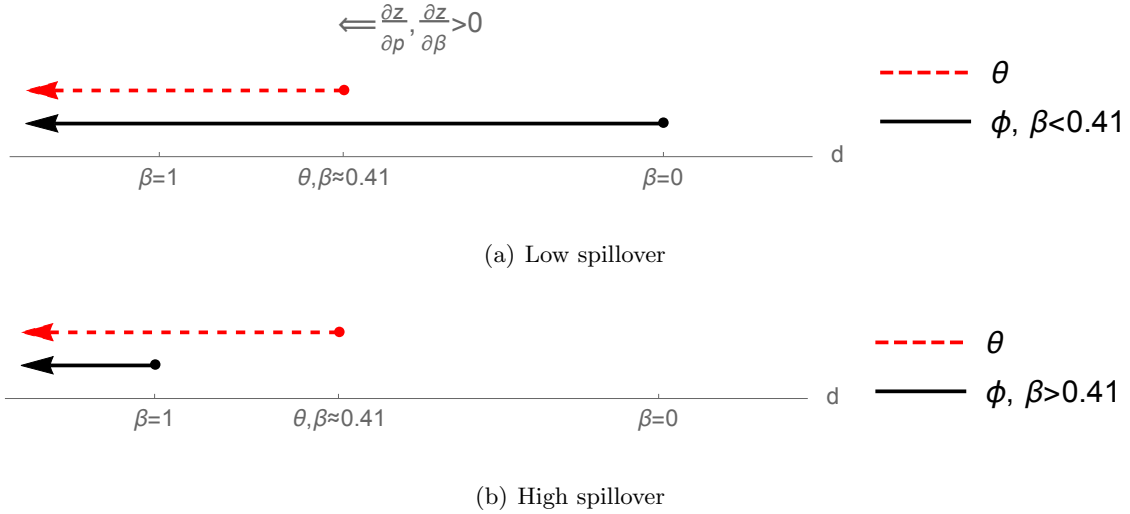 ⟸ ∂z/∂p, ∂z/∂β >0
θ
ϕ, β<0.41
d
β=1
θ,β≈0.41
β=0
(a) Low spillover
θ
ϕ, β>0.41
d
β=1
θ,β≈0.41
β=0
(b) High spillover